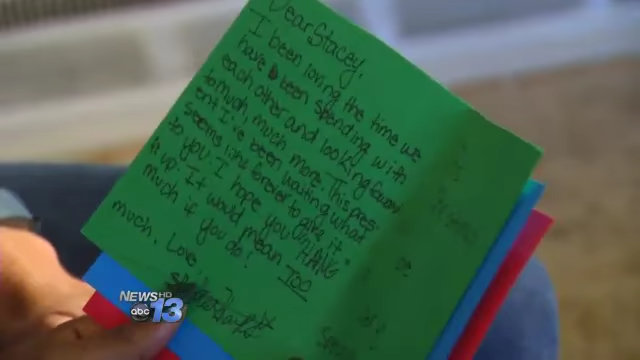 Dear Stacey,
I been loving the time we
have been spending with
each other and looking forward
to much, much more. This pres-
ent I've been waiting what
seems like forever to give it
to you. I hope you "HANG"
it up. It would mean TOO
much if you do!
much. Love,
NEWS HD
abc 13